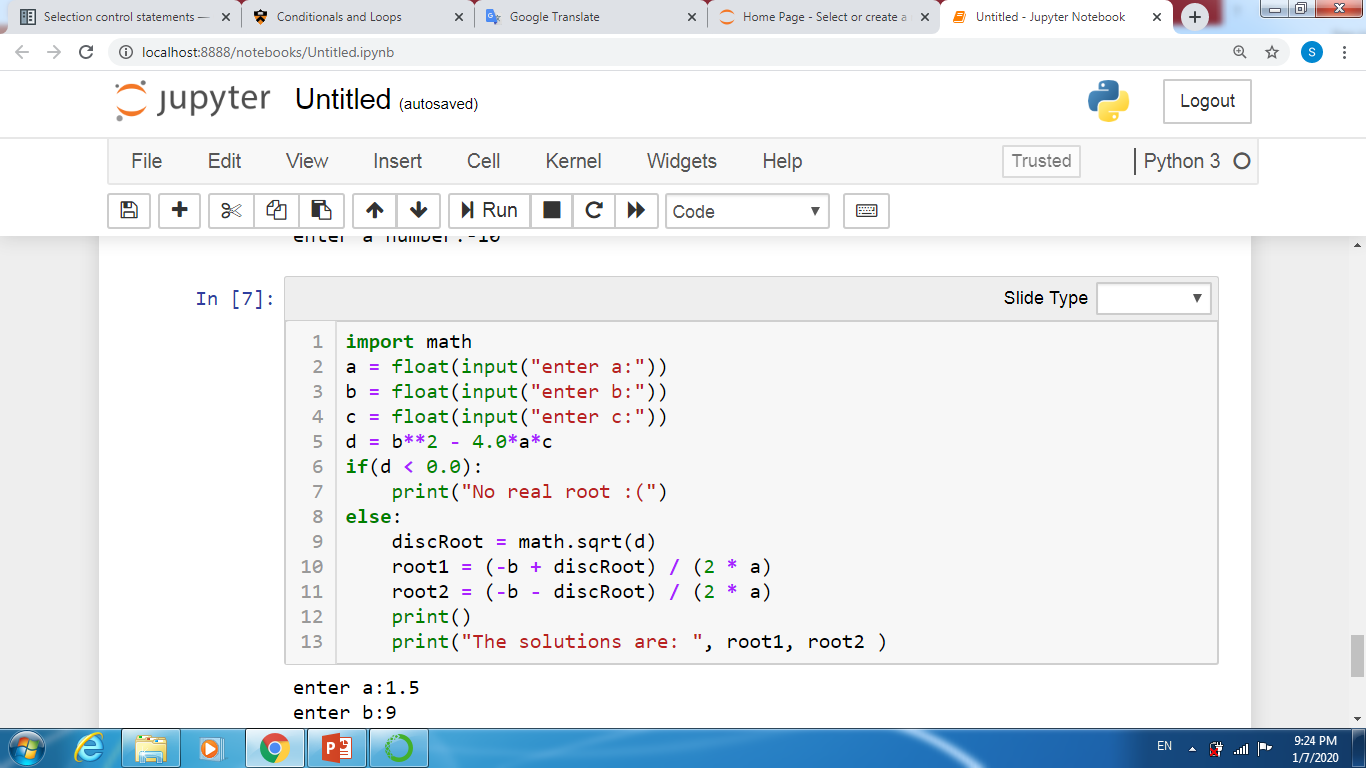 Selection control statements —
Conditionals and Loops
Google Translate
Home Page - Select or create a
Untitled - Jupyter Notebook
localhost:8888/notebooks/Untitled.ipynb
S
jupyter Untitled (autosaved)
Logout
File Edit View Insert Cell Kernel Widgets Help
Trusted
Python 3
Run
Code
enter a number:-10
In [7]:
Slide Type
1 import math
2 a = float(input("enter a:"))
3 b = float(input("enter b:"))
4 c = float(input("enter c:"))
5 d = b**2 - 4.0*a*c
6 if(d < 0.0):
7     print("No real root :(")
8 else:
9     discRoot = math.sqrt(d)
10     root1 = (-b + discRoot) / (2 * a)
11     root2 = (-b - discRoot) / (2 * a)
12     print()
13     print("The solutions are: ", root1, root2 )
enter a:1.5
enter b:9
EN
9:24 PM
1/7/2020